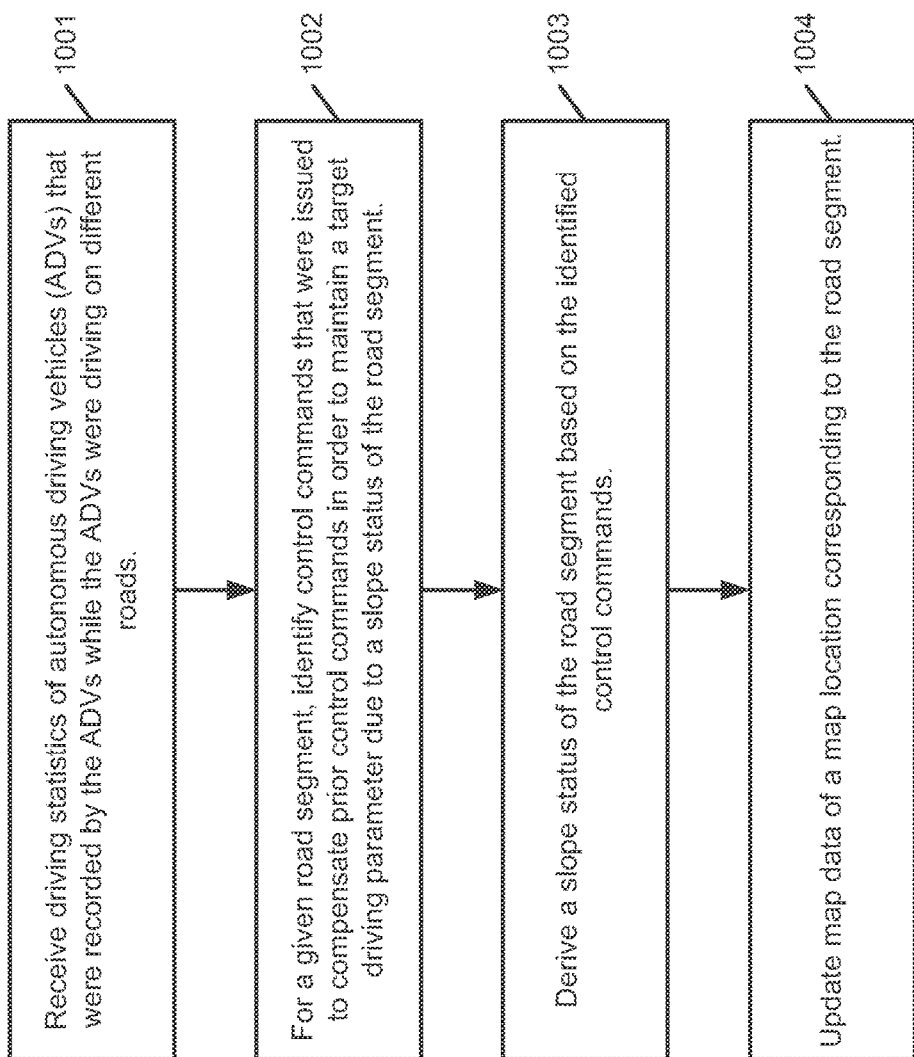 Receive driving statistics of autonomous driving vehicles (ADVs) that
were recorded by the ADVs while the ADVs were driving on different
roads.
1001
For a given road segment, identify control commands that were issued
to compensate prior control commands in order to maintain a target
driving parameter due to a slope status of the road segment.
1002
Derive a slope status of the road segment based on the identified
control commands.
1003
Update map data of a map location corresponding to the road segment.
1004